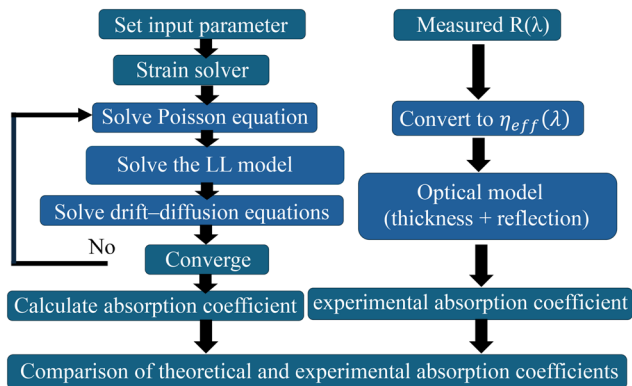 Set input parameter
Strain solver
Solve Poisson equation
Solve the LL model
Solve drift–diffusion equations
No
Converge
Calculate absorption coefficient
Measured R(λ)
Convert to η_eff(λ)
Optical model
(thickness + reflection)
experimental absorption coefficient
Comparison of theoretical and experimental absorption coefficients